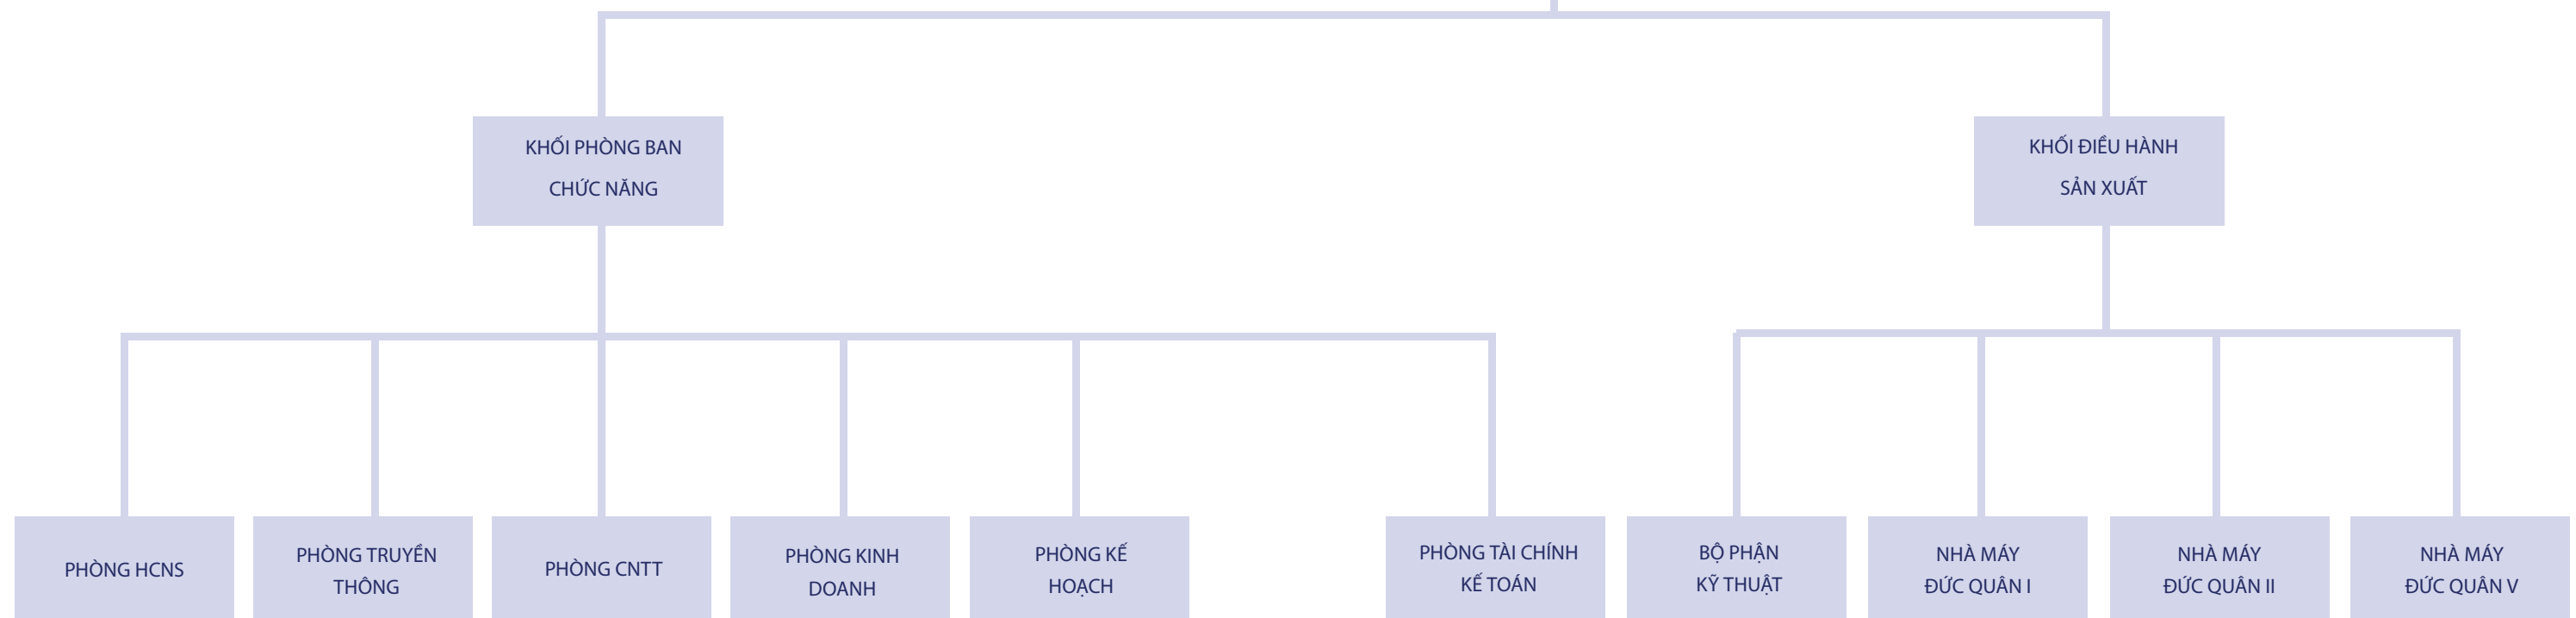 KHỐI PHÒNG BAN
CHỨC NĂNG
KHỐI ĐIỀU HÀNH
SẢN XUẤT
PHÒNG HCNS
PHÒNG TRUYỀN
THÔNG
PHÒNG CNTT
PHÒNG KINH
DOANH
PHÒNG KẾ
HOẠCH
PHÒNG TÀI CHÍNH
KẾ TOÁN
BỘ PHẬN
KỸ THUẬT
NHÀ MÁY
ĐỨC QUÂN I
NHÀ MÁY
ĐỨC QUÂN II
NHÀ MÁY
ĐỨC QUÂN V